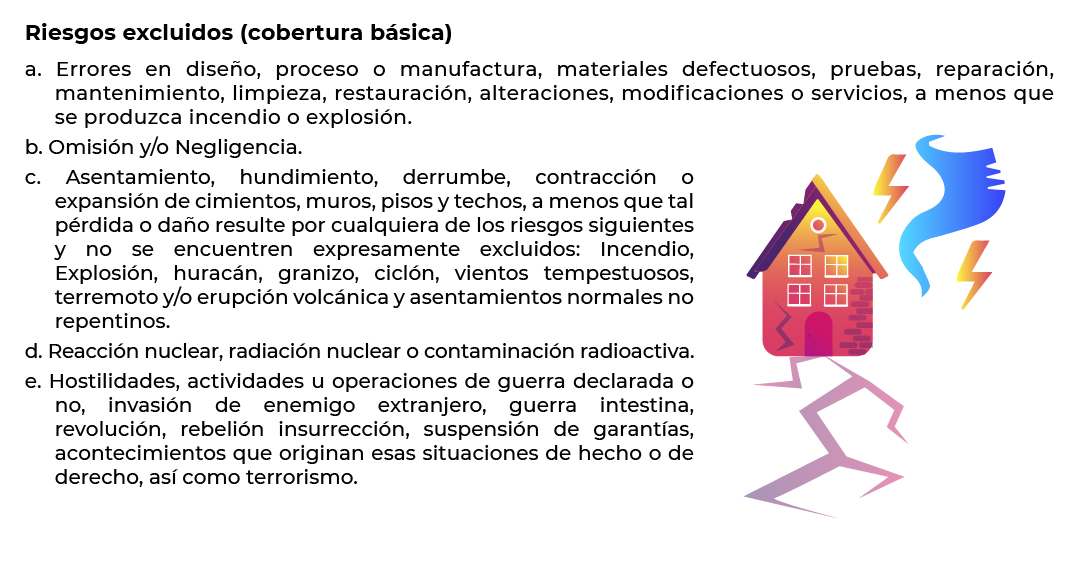 Riesgos excluidos (cobertura básica)
a. Errores en diseño, proceso o manufactura, materiales defectuosos, pruebas, reparación,
mantenimiento, limpieza, restauración, alteraciones, modificaciones o servicios, a menos que
se produzca incendio o explosión.
b. Omisión y/o Negligencia.
c. Asentamiento, hundimiento, derrumbe, contracción o
expansión de cimientos, muros, pisos y techos, a menos que tal
pérdida o daño resulte por cualquiera de los riesgos siguientes
y no se encuentren expresamente excluidos: Incendio,
Explosión, huracán, granizo, ciclón, vientos tempestuosos,
terremoto y/o erupción volcánica y asentamientos normales no
repentinos.
d. Reacción nuclear, radiación nuclear o contaminación radioactiva.
e. Hostilidades, actividades u operaciones de guerra declarada o
no, invasión de enemigo extranjero, guerra intestina,
revolución, rebelión insurrección, suspensión de garantías,
acontecimientos que originan esas situaciones de hecho o de
derecho, así como terrorismo.